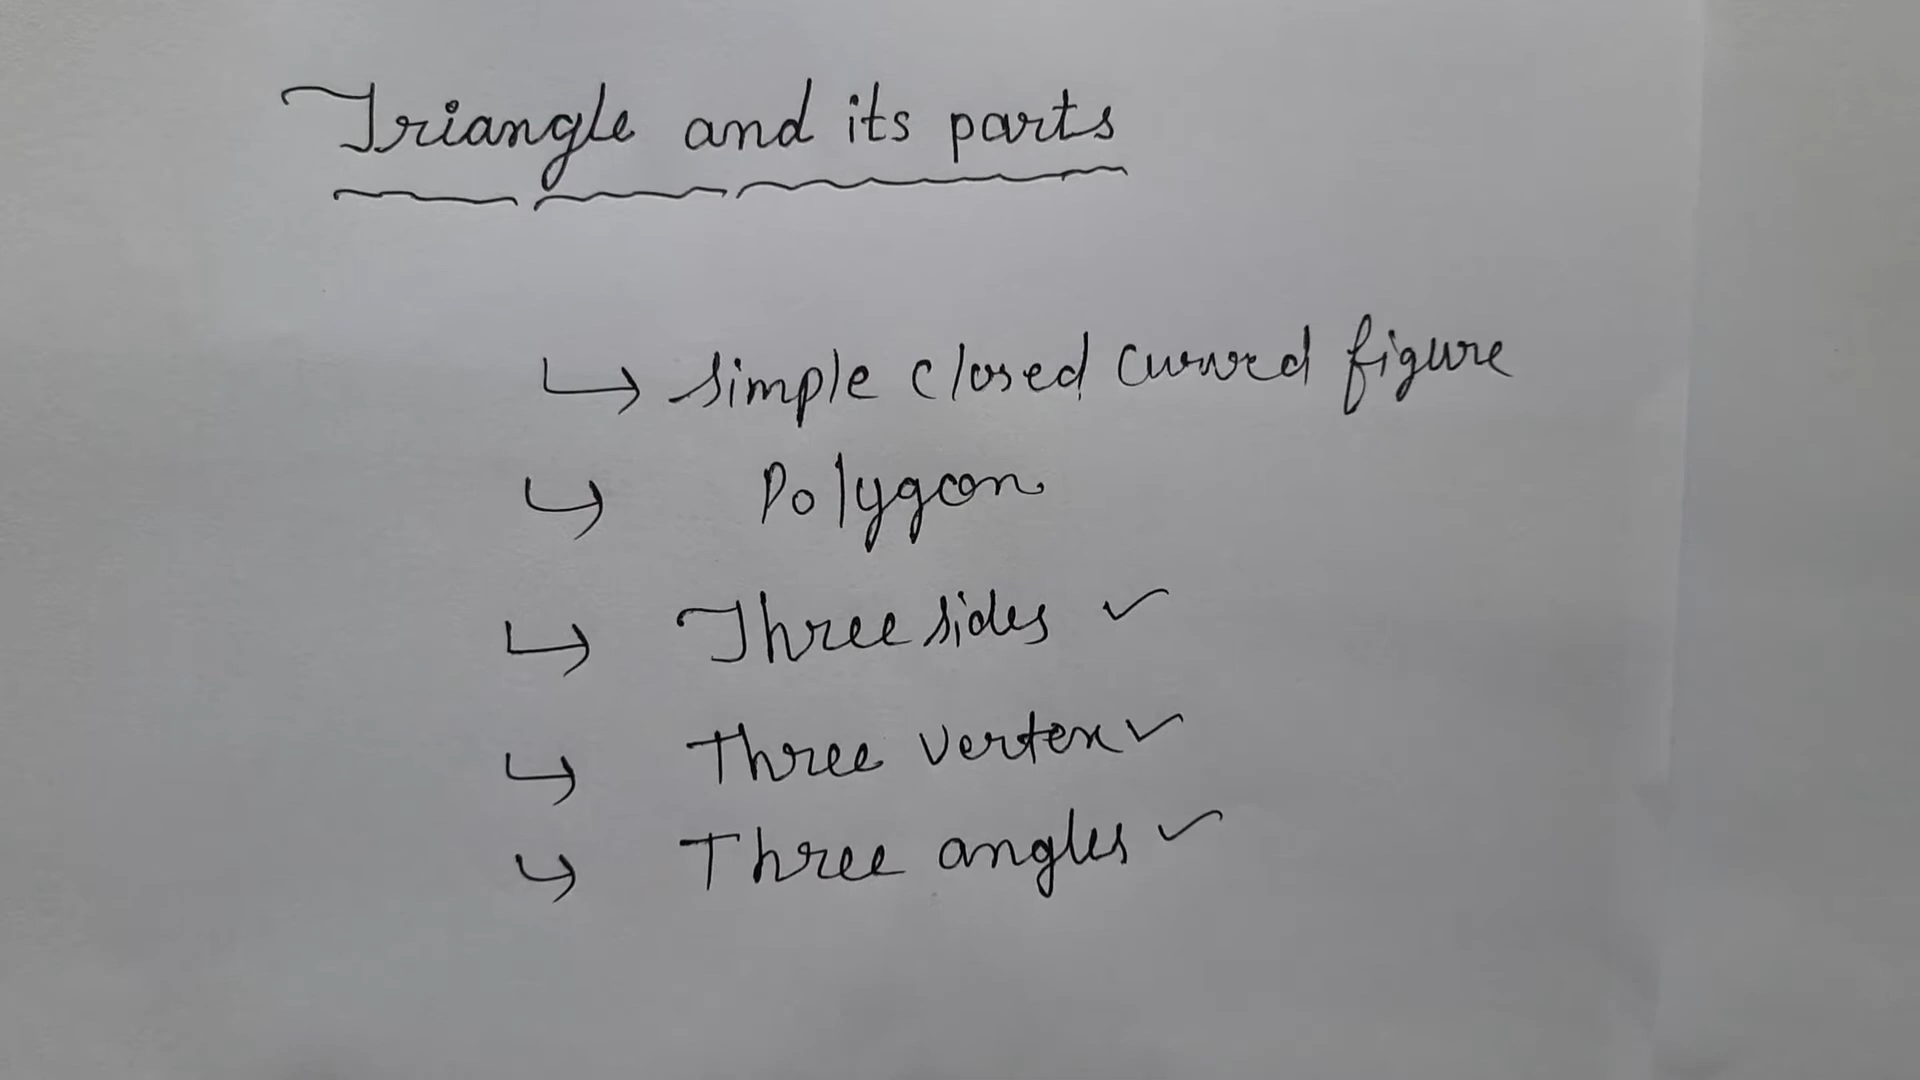 Triangle and its parts
↳ simple closed curved figure
↳ Polygon
↳ Three sides ✓
↳ Three vertex ✓
↳ Three angles ✓